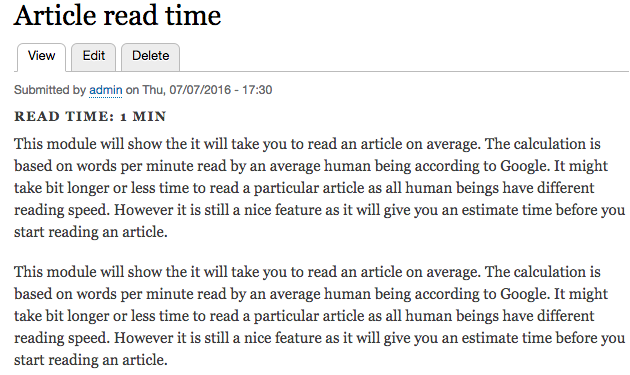 Article read time
View Edit Delete
Submitted by admin on Thu, 07/07/2016 - 17:30
READ TIME: 1 MIN
This module will show the it will take you to read an article on average. The calculation is
based on words per minute read by an average human being according to Google. It might
take bit longer or less time to read a particular article as all human beings have different
reading speed. However it is still a nice feature as it will give you an estimate time before you
start reading an article.
This module will show the it will take you to read an article on average. The calculation is
based on words per minute read by an average human being according to Google. It might
take bit longer or less time to read a particular article as all human beings have different
reading speed. However it is still a nice feature as it will give you an estimate time before you
start reading an article.